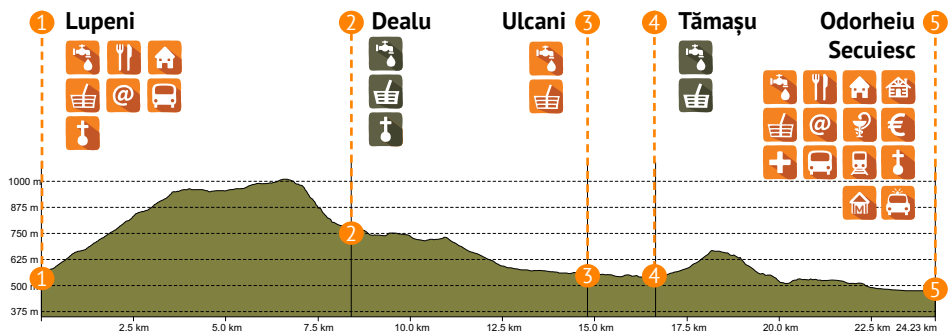 1 Lupeni
2 Dealu
Ulcani 3
4 Tămașu
Odorheiu 5
Secuiesc
@
@
€
1000 m
875 m
750 m
625 m
500 m
375 m
1
2
3
4
5
2.5 km 5.0 km 7.5 km 10.0 km 12.5 km 15.0 km 17.5 km 20.0 km 22.5 km 24.23 km